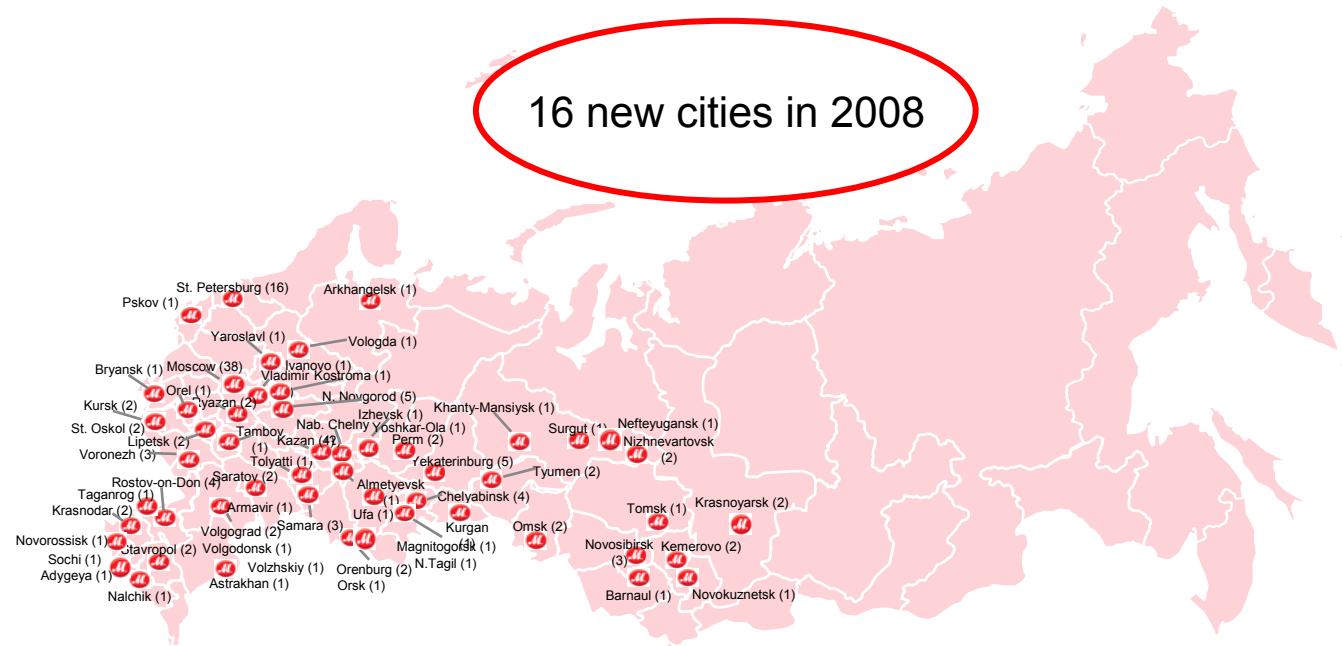 16 new cities in 2008
St. Petersburg (16)
Arkhangelsk (1)
Pskov (1)
Yaroslavl (1)
Vologda (1)
Moscow (38)
Ivanovo (1)
Bryansk (1)
Vladimir Kostroma (1)
Orel (1)
Ryazan (2)
N. Novgorod (5)
Kursk (2)
Izhevsk (1)
Khanty-Mansiysk (1)
St. Oskol (2)
Tambov
(1)
Nab. Chelny
Yoshkar-Ola (1)
Surgut (1)
Nefteyugansk (1)
Lipetsk (2)
Kazan
Perm (2)
Nizhnevartovsk
(2)
Voronezh (3)
Tolyatti (1)
Yekaterinburg (5)
Tyumen (2)
Rostov-on-Don (4)
Saratov (2)
Almetyevsk
(1)
Chelyabinsk (4)
Taganrog (1)
Krasnodar (2)
Armavir (1)
Ufa (1)
Tomsk (1)
Krasnoyarsk (2)
Samara (3)
Kurgan
(1)
Omsk (2)
Novorossisk (1)
Stavropol (2)
Volgograd (2)
Volgodonsk (1)
Magnitogorsk (1)
Novosibirsk
(3)
Kemerovo (2)
Sochi (1)
Volzhskiy (1)
N.Tagil (1)
Adygeya (1)
Astrakhan (1)
Orenburg (2)
Orsk (1)
Nalchik (1)
Barnaul (1)
Novokuznetsk (1)